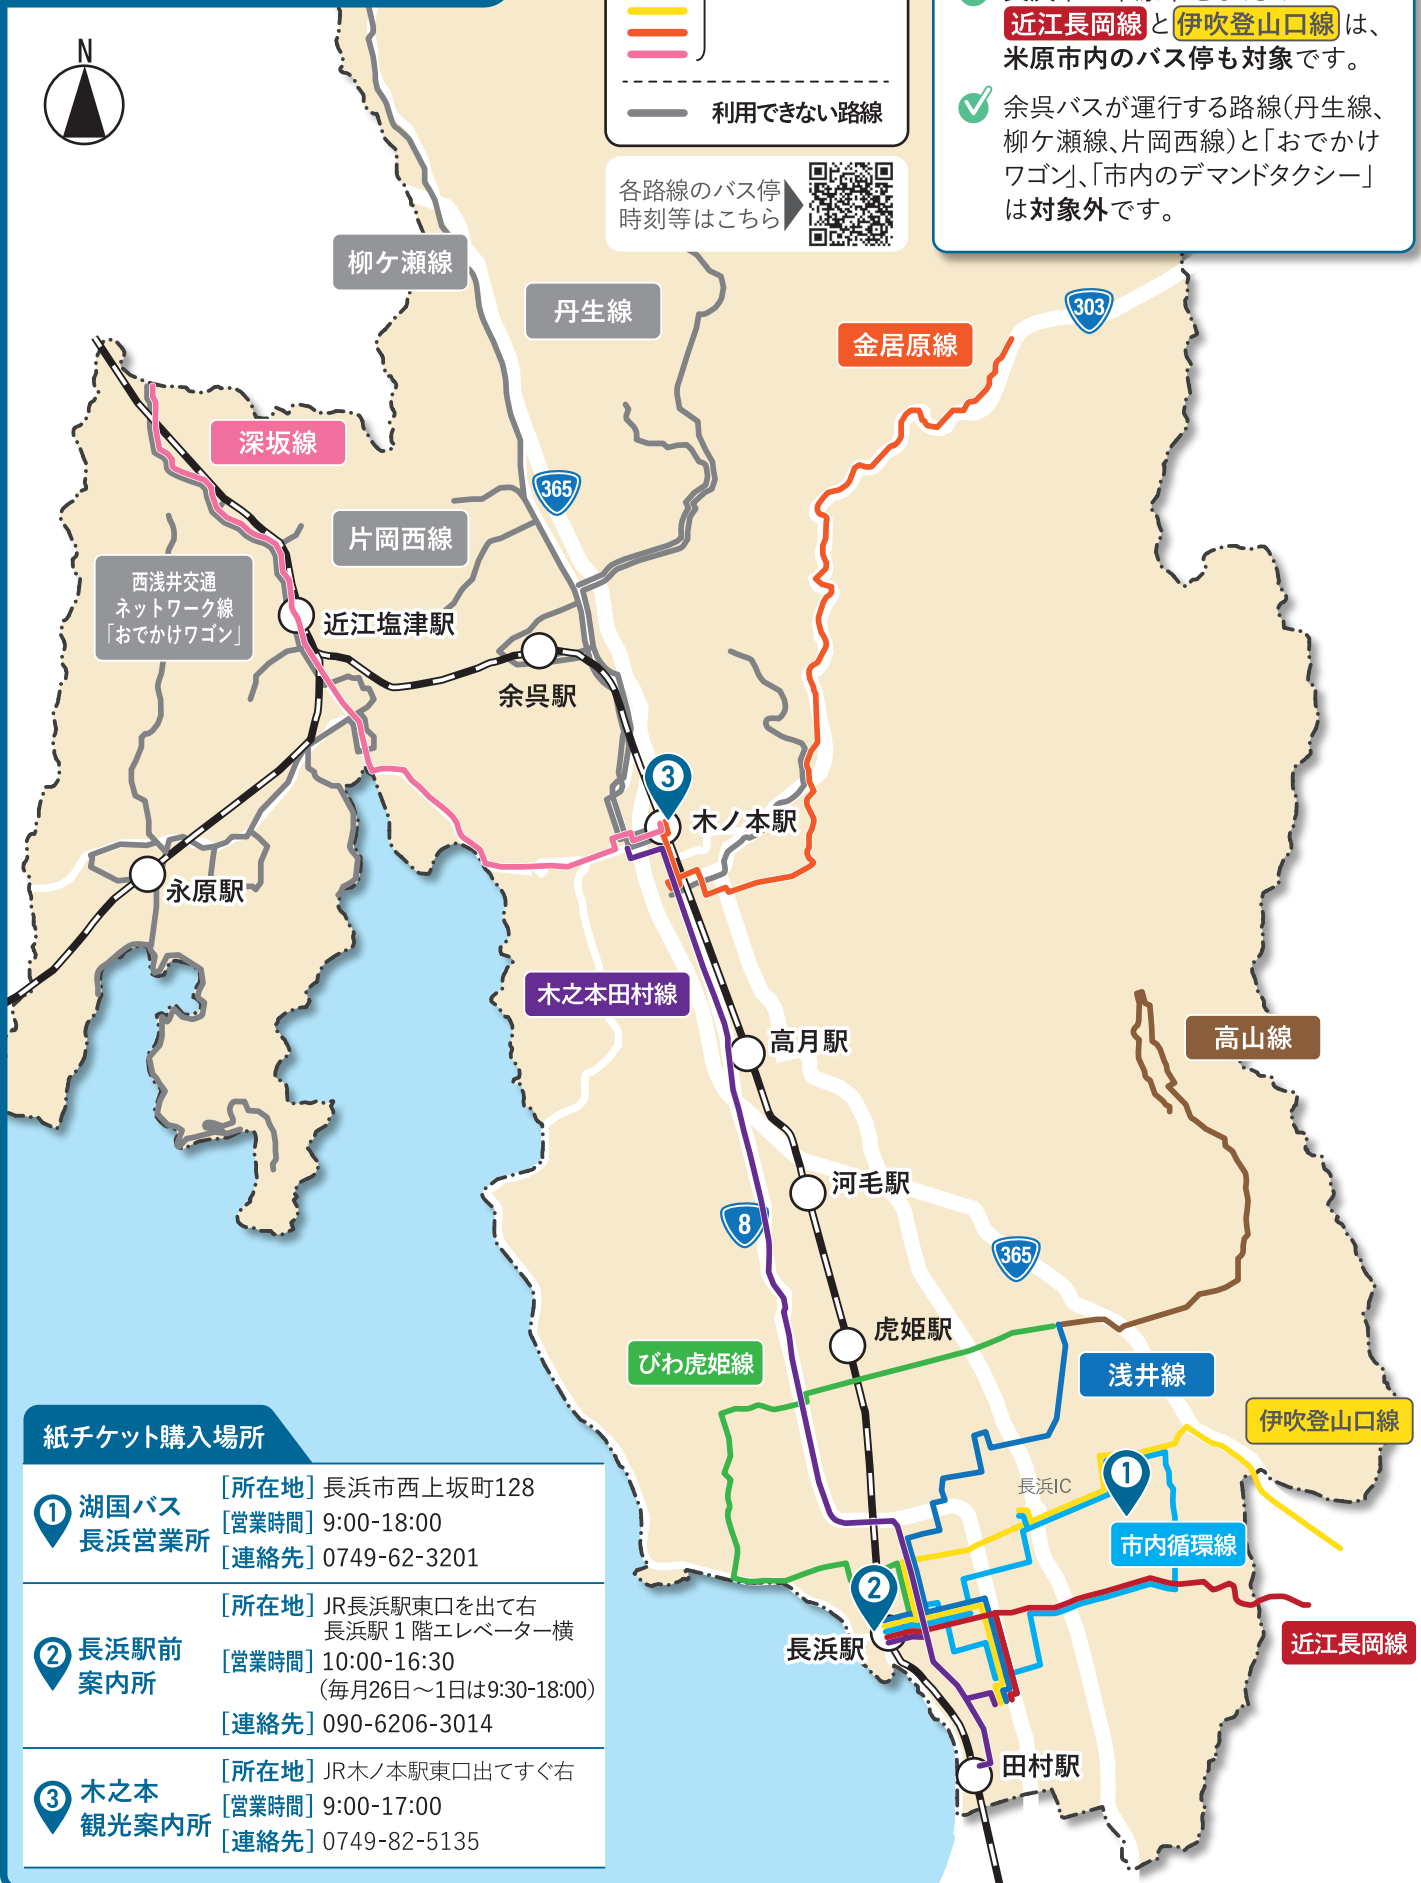 近江長岡線と伊吹登山口線は、
米原市内のバス停も対象です。
余呉バスが運行する路線(丹生線、
柳ケ瀬線、片岡西線)と「おでかけ
ワゴン」、「市内のデマンドタクシー」
は対象外です。
利用できない路線
各路線のバス停
時刻等はこちら
N
柳ケ瀬線
丹生線
303
金居原線
深坂線
365
片岡西線
西浅井交通
ネットワーク線
「おでかけワゴン」
近江塩津駅
余呉駅
3
木ノ本駅
永原駅
木之本田村線
高月駅
高山線
河毛駅
8
365
虎姫駅
びわ虎姫線
浅井線
伊吹登山口線
長浜IC
1
市内循環線
2
長浜駅
近江長岡線
田村駅
紙チケット購入場所
1 湖国バス
長浜営業所
[所在地] 長浜市西上坂町128
[営業時間] 9:00-18:00
[連絡先] 0749-62-3201
2 長浜駅前
案内所
[所在地] JR長浜駅東口を出て右
長浜駅1階エレベーター横
[営業時間] 10:00-16:30
(毎月26日〜1日は9:30-18:00)
[連絡先] 090-6206-3014
3 木之本
観光案内所
[所在地] JR木ノ本駅東口出てすぐ右
[営業時間] 9:00-17:00
[連絡先] 0749-82-5135